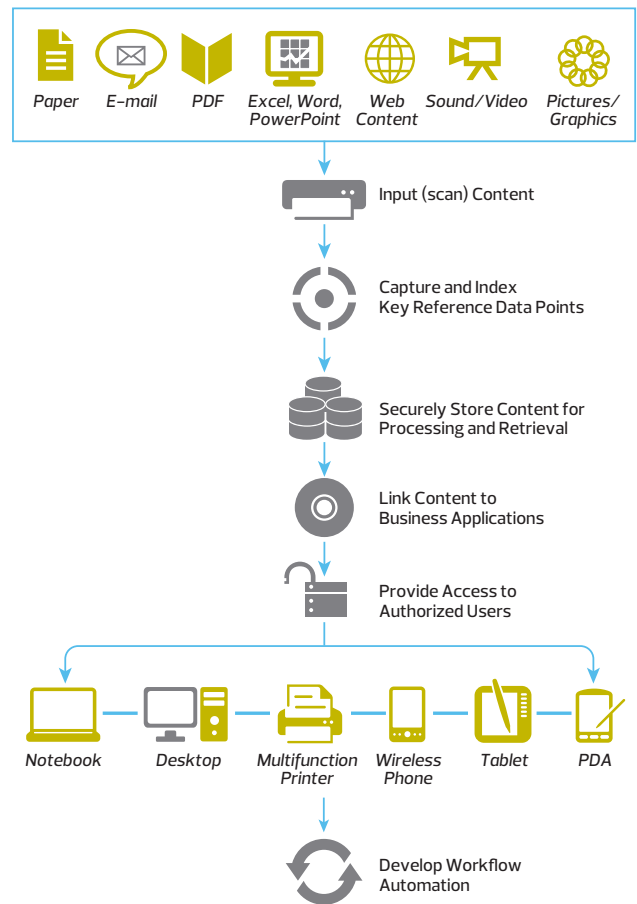 Paper
E-mail
PDF
Excel, Word,
PowerPoint
Web
Content
Sound/Video
Pictures/
Graphics
Input (scan) Content
Capture and Index
Key Reference Data Points
Securely Store Content for
Processing and Retrieval
Link Content to
Business Applications
Provide Access to
Authorized Users
Notebook
Desktop
Multifunction
Printer
Wireless
Phone
Tablet
PDA
Develop Workflow
Automation